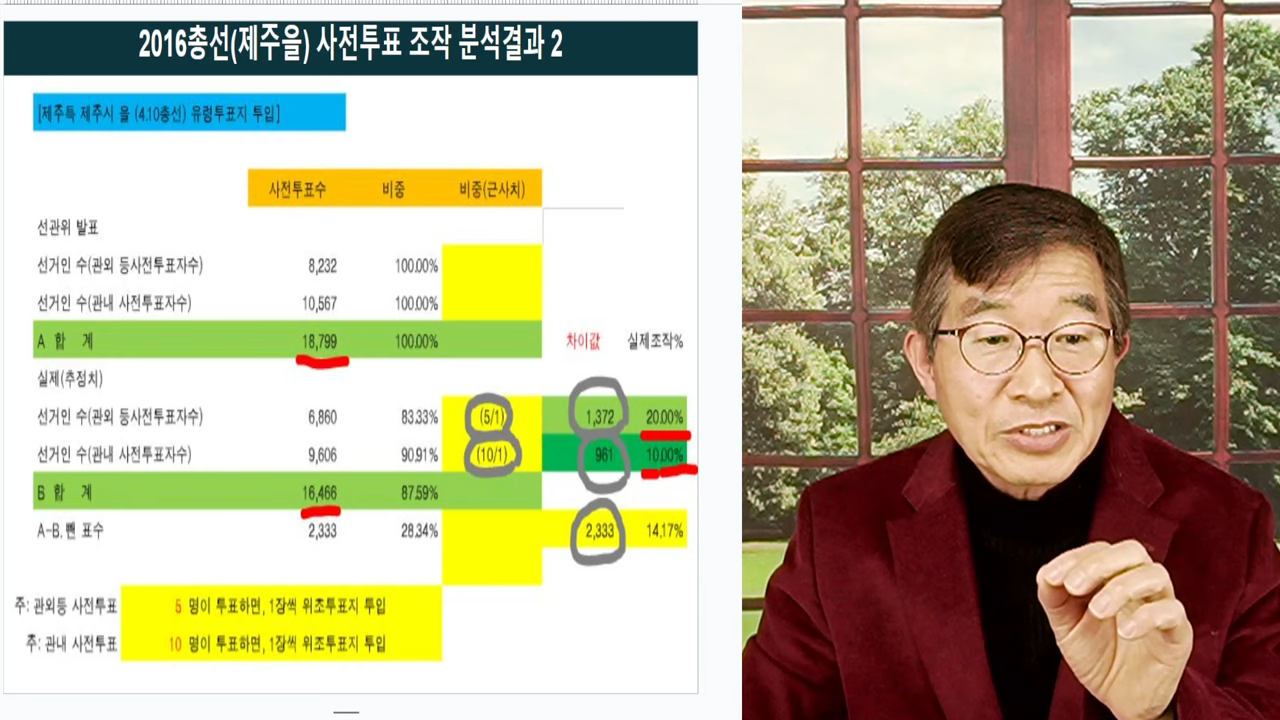 2016총선(제주을) 사전투표 조작 분석결과 2
[제주특 제주시 을 (4.10총선) 유령투표지 투입]
사전투표수 비중 비중(근사치)
선관위 발표
선거인 수(관외 등사전투표자수) 8,232 100.00%
선거인 수(관내 사전투표자수) 10,567 100.00%
A 합 계 18,799 100.00% 차이값 실제조작%
실제(추정치)
선거인 수(관외 등사전투표자수) 6,860 83.33% (5/1) 1,372 20.00%
선거인 수(관내 사전투표자수) 9,606 90.91% (10/1) 961 10.00%
B 합 계 16,466 87.59%
A-B. 뺀 표수 2,333 28.34% 2,333 14.17%
주: 관외등 사전투표 5 명이 투표하면, 1장씩 위조투표지 투입
주: 관내 사전투표 10 명이 투표하면, 1장씩 위초투표지 투입